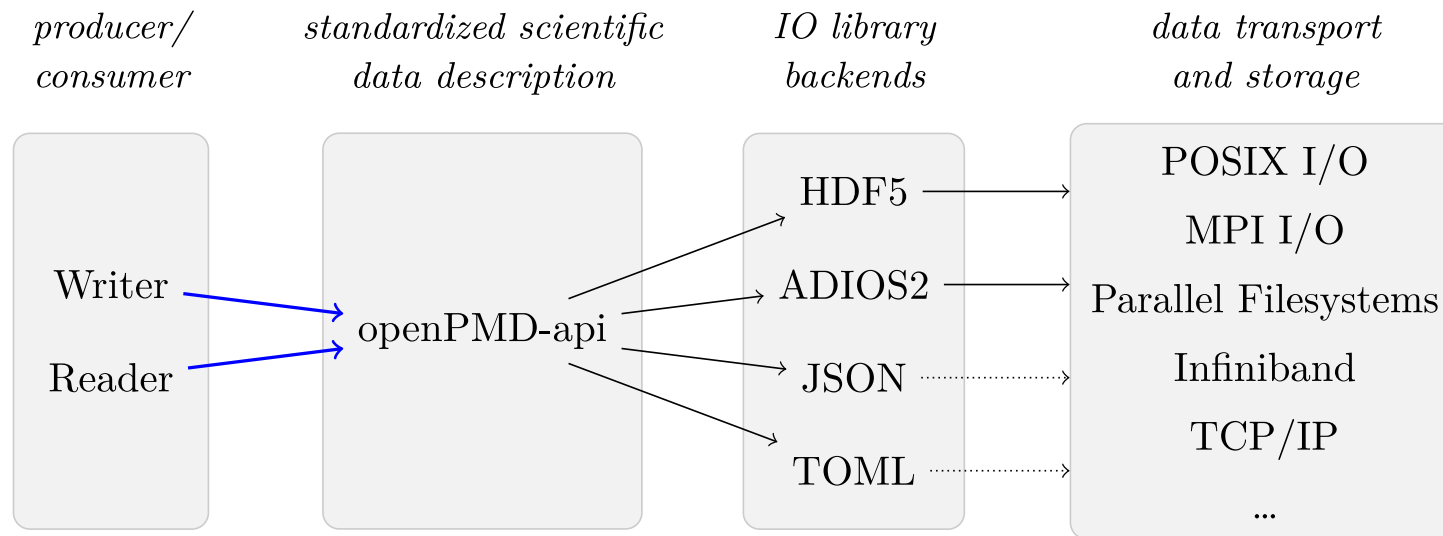 producer/
consumer
standardized scientific
data description
IO library
backends
data transport
and storage
Writer
Reader
openPMD-api
HDF5
ADIOS2
JSON
TOML
POSIX I/O
MPI I/O
Parallel Filesystems
Infiniband
TCP/IP
…